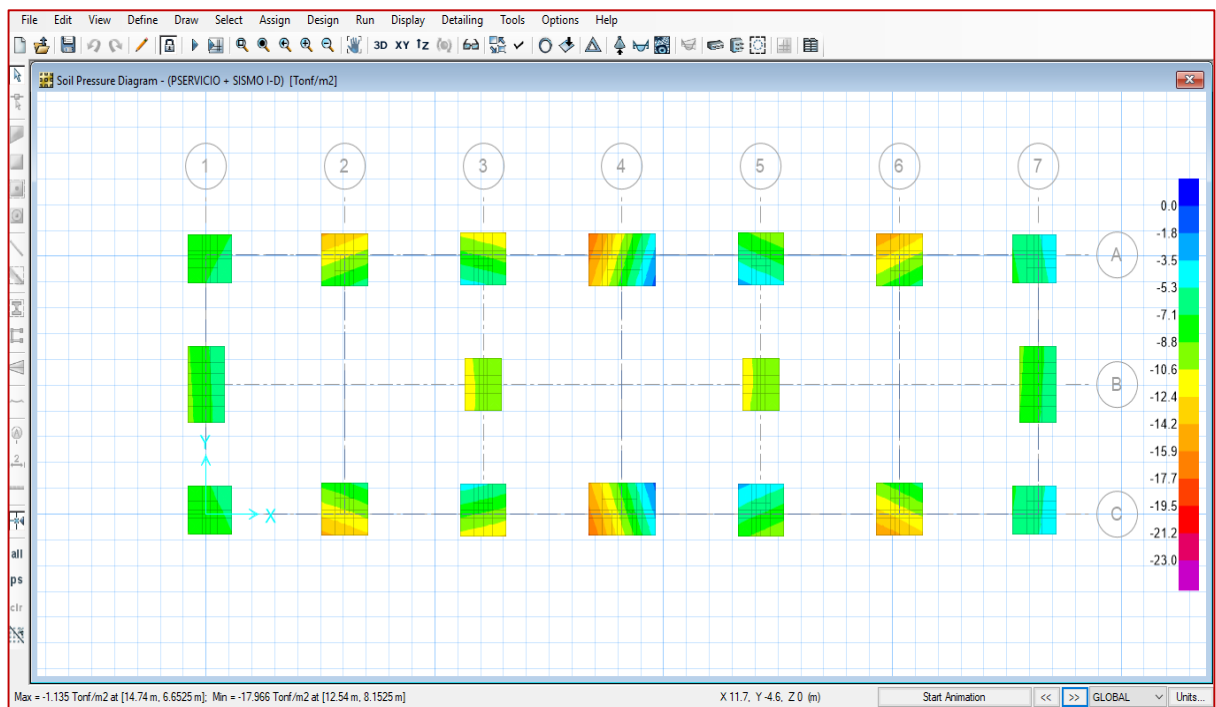 File Edit View Define Draw Select Assign Design Run Display Detailing Tools Options Help
3D XY
Soil Pressure Diagram - (PSERVICIO + SISMO I-D) [Tonf/m2]
1 2 3 4 5 6 7
0.0
-1.8
A
-3.5
-5.3
-7.1
-8.8
-10.6
B
-12.4
-14.2
-15.9
-17.7
-19.5
C
-21.2
-23.0
Y
X
all
ps
clr
Max = -1.135 Tonf/m2 at [14.74 m, 6.6525 m]; Min = -17.966 Tonf/m2 at [12.54 m, 8.1525 m] X 11.7, Y -4.6, Z 0 (m) Start Animation << >> GLOBAL Units...